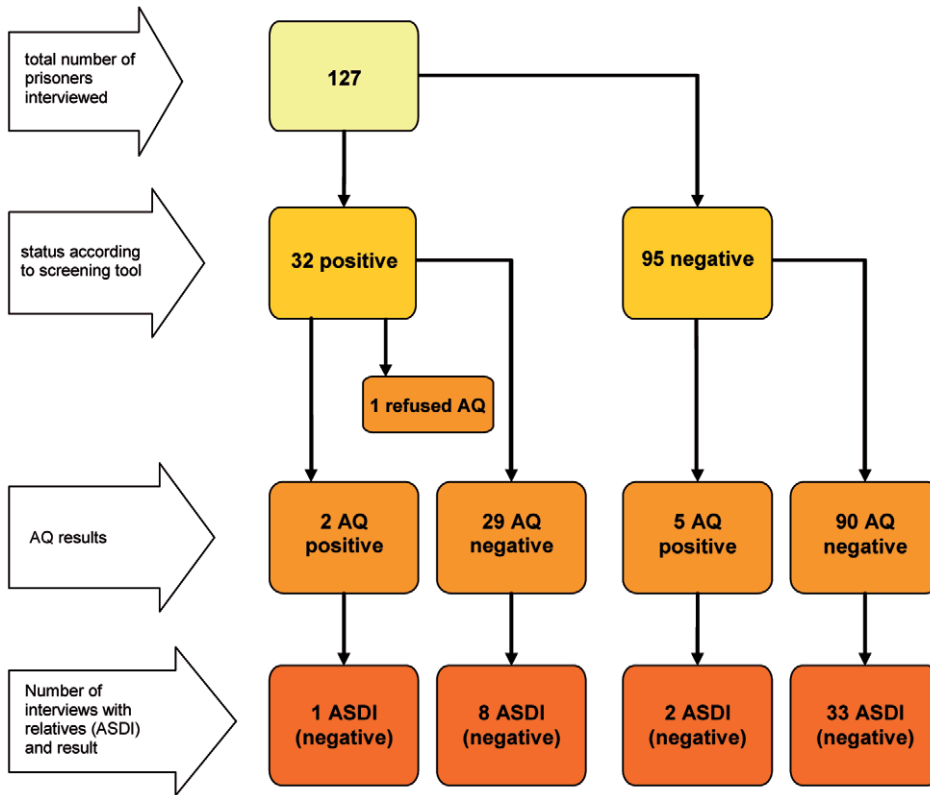 total number of
prisoners
interviewed
127
status according
to screening tool
32 positive
95 negative
1 refused AQ
AQ results
2 AQ
positive
29 AQ
negative
5 AQ
positive
90 AQ
negative
Number of
interviews with
relatives (ASDI)
and result
1 ASDI
(negative)
8 ASDI
(negative)
2 ASDI
(negative)
33 ASDI
(negative)